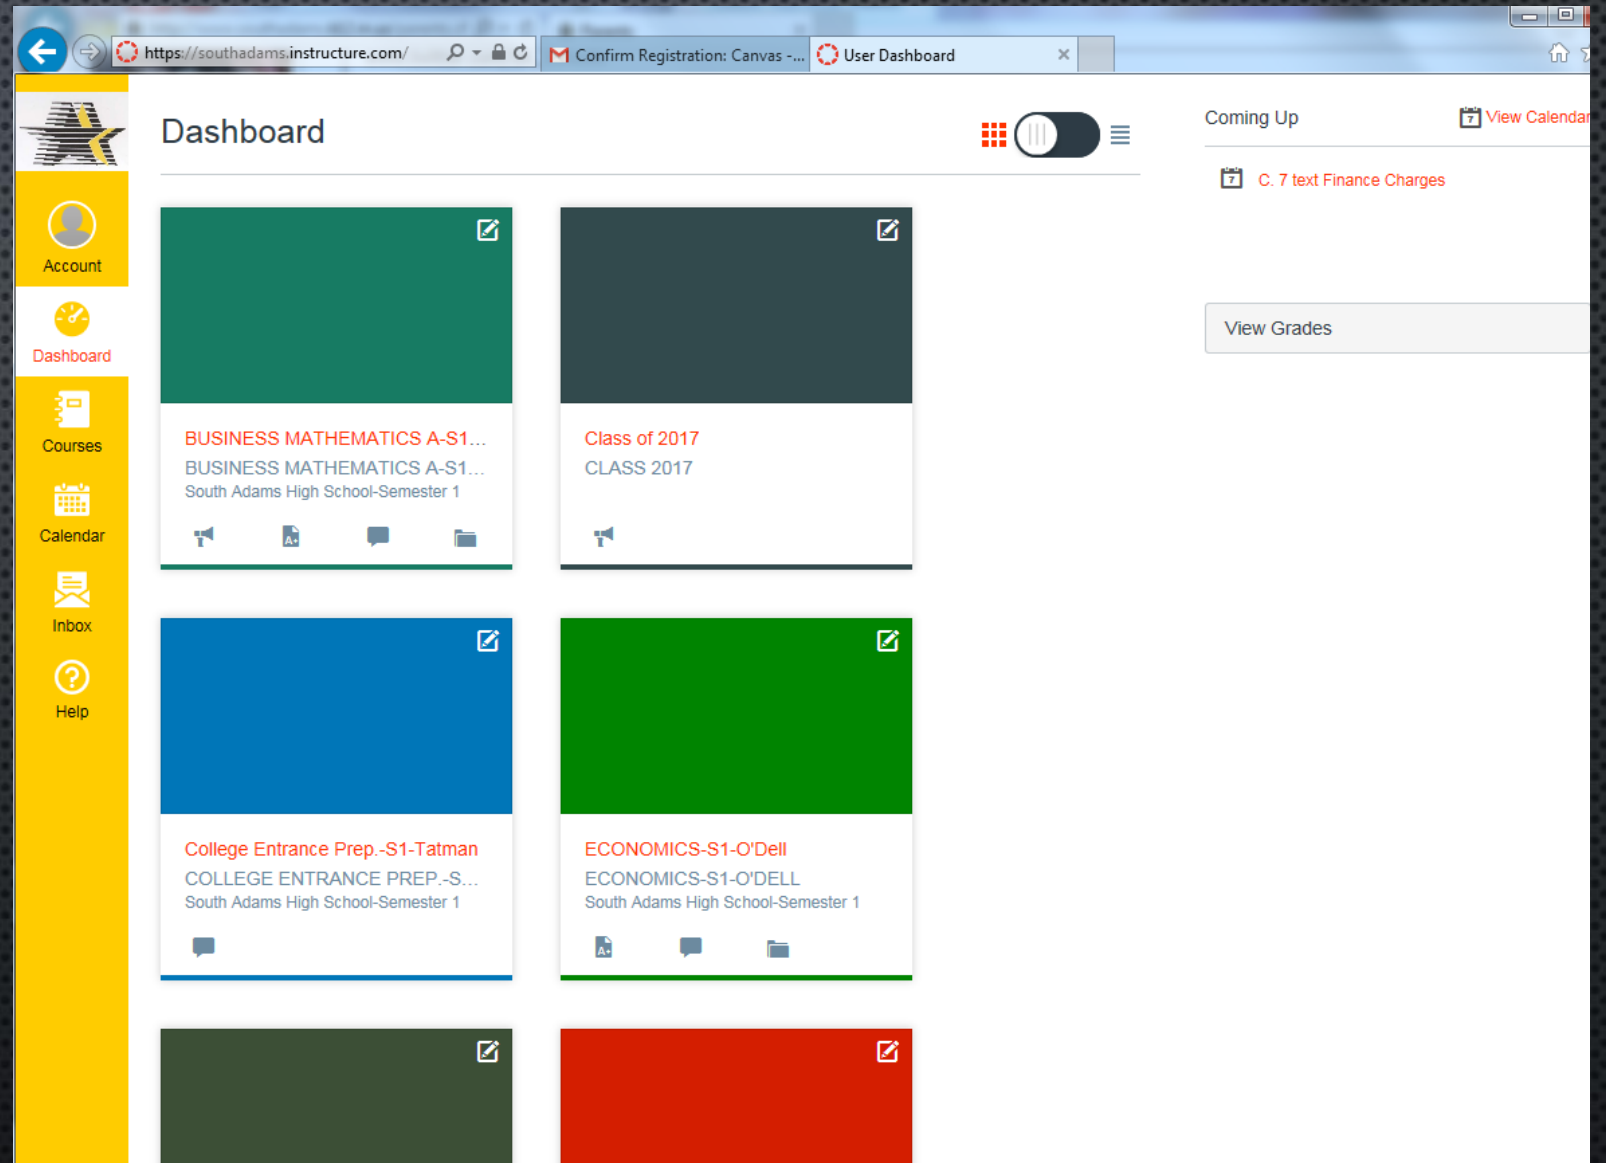 https://southadams.instructure.com/
Confirm Registration: Canvas -...
User Dashboard
Dashboard
Coming Up
7 View Calendar
7 C. 7 text Finance Charges
View Grades
Account
Dashboard
Courses
Calendar
Inbox
Help
BUSINESS MATHEMATICS A-S1...
BUSINESS MATHEMATICS A-S1...
South Adams High School-Semester 1
A+
Class of 2017
CLASS 2017
College Entrance Prep.-S1-Tatman
COLLEGE ENTRANCE PREP.-S...
South Adams High School-Semester 1
ECONOMICS-S1-O'Dell
ECONOMICS-S1-O'DELL
South Adams High School-Semester 1
A+